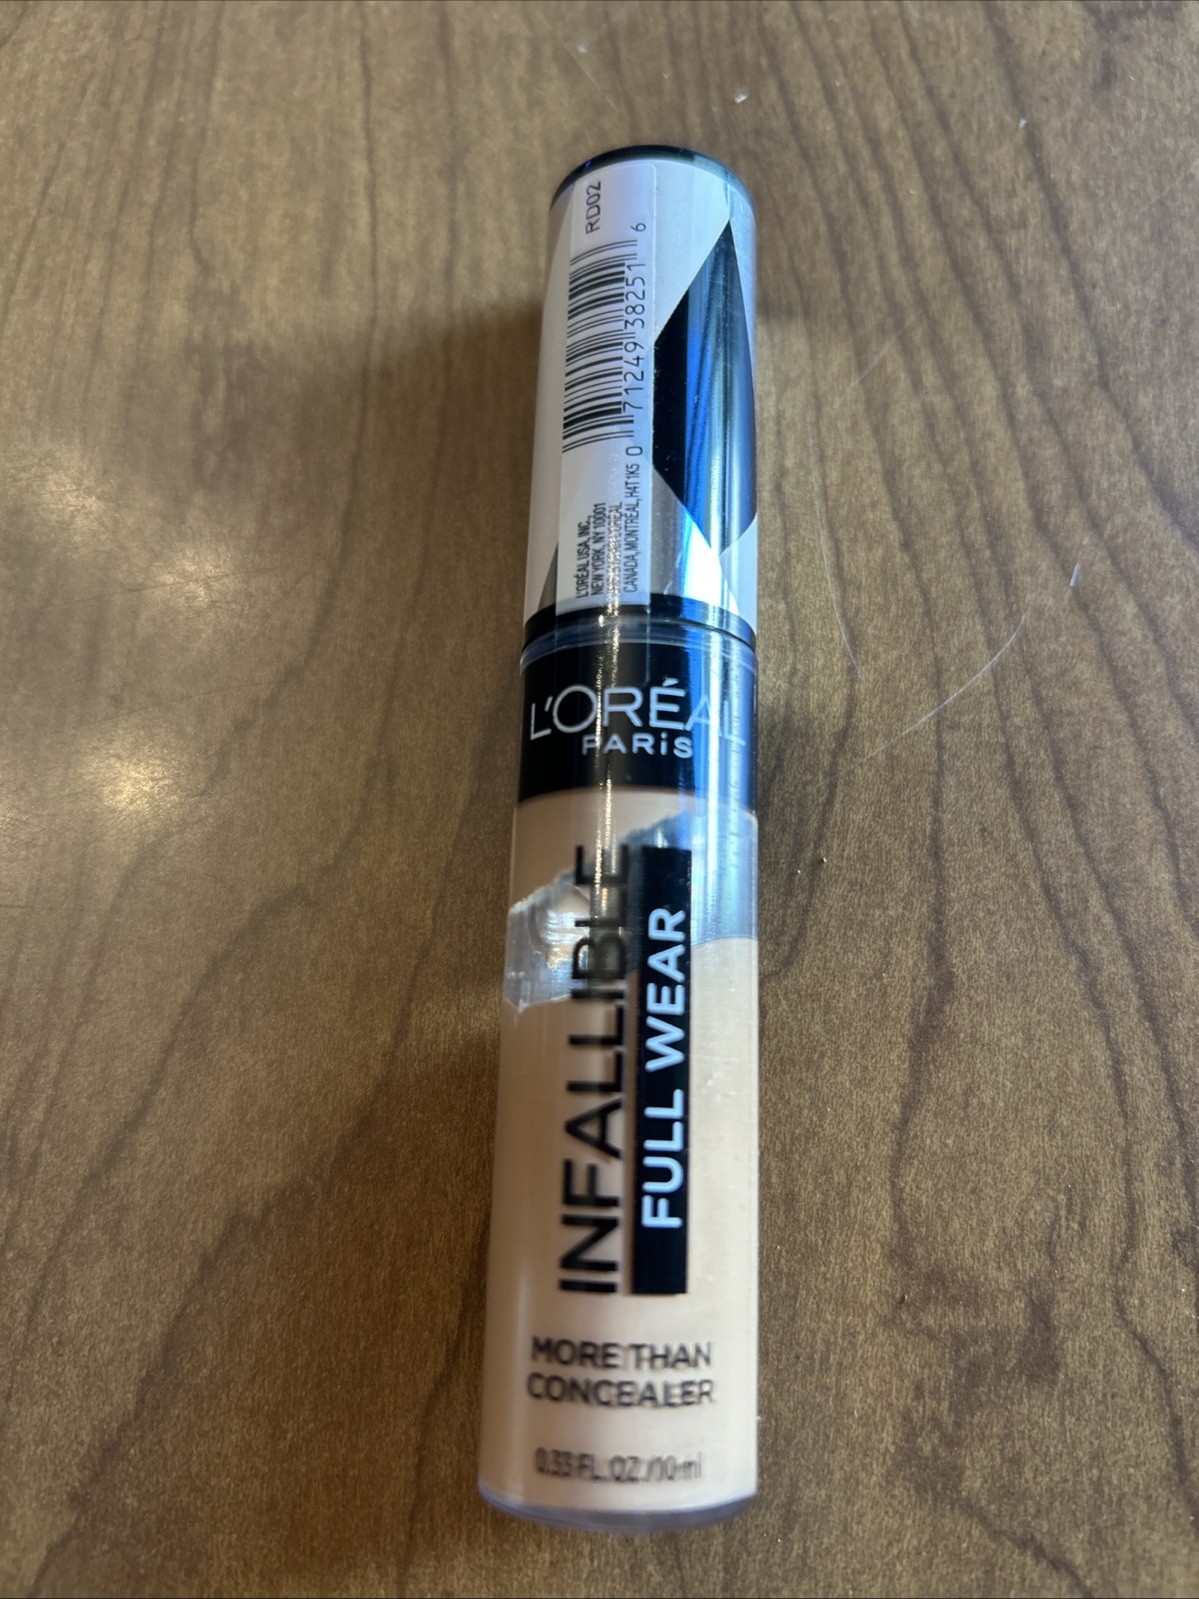 RD02
0 71249 38251 6
L'ORÉAL USA, INC.,
NEW YORK, NY 10001
CANADA, MONTRÉAL, H4T 1K5
L'ORÉAL
PARiS
INFALLIBLE
FULL WEAR
MORE THAN
CONCEALER
0.33 FL. OZ./10 ml